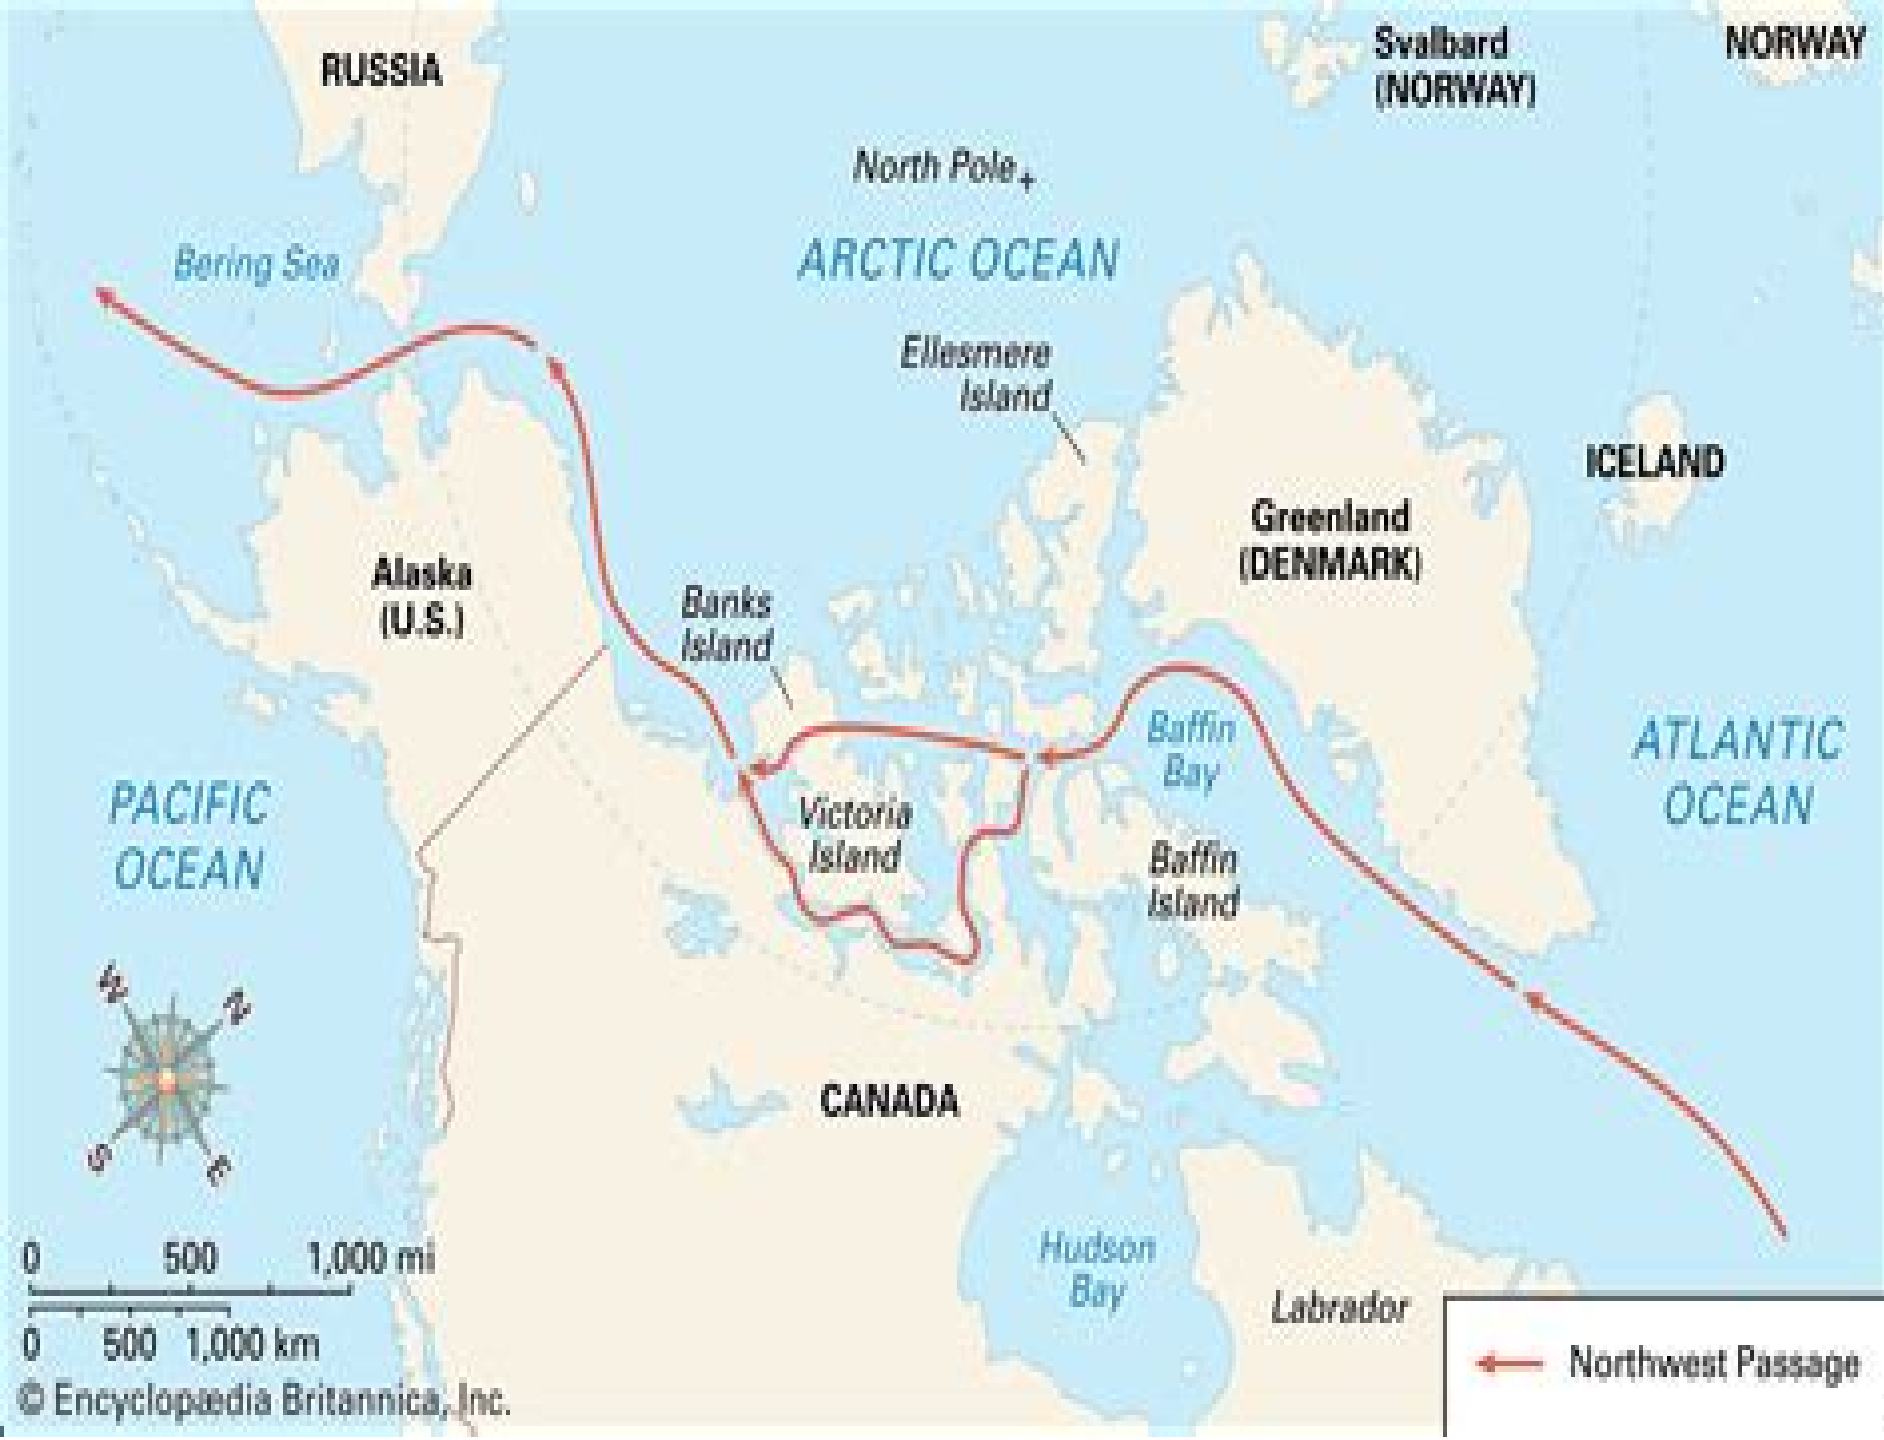 RUSSIA
Svalbard
(NORWAY)
NORWAY
North Pole
ARCTIC OCEAN
Bering Sea
Ellesmere
Island
ICELAND
Greenland
(DENMARK)
Alaska
(U.S.)
Banks
Island
Baffin
Bay
ATLANTIC
OCEAN
PACIFIC
OCEAN
Victoria
Island
Baffin
Island
W
N
S
E
CANADA
Hudson
Bay
Labrador
0 500 1,000 mi
0 500 1,000 km
© Encyclopædia Britannica, Inc.
Northwest Passage